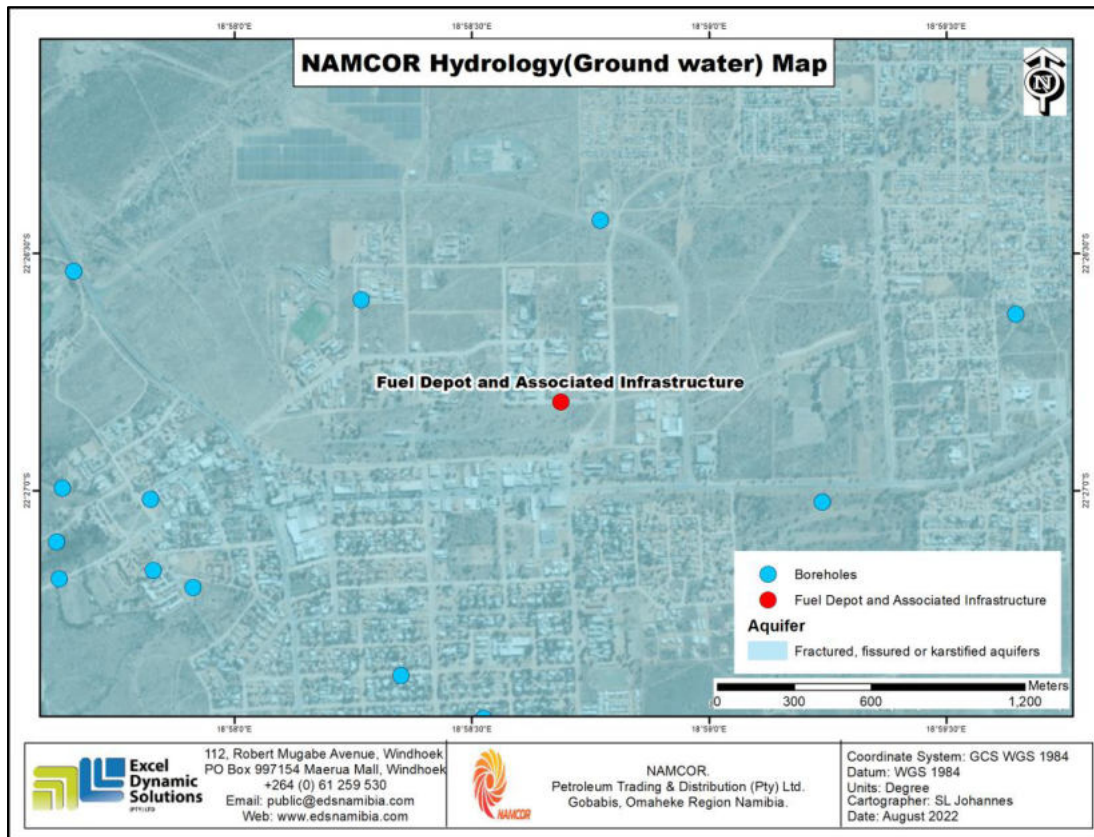 18°58'0"E
18°58'30"E
18°59'0"E
18°59'30"E
NAMCOR Hydrology(Ground water) Map
N
22°26'30"S
22°26'30"S
Fuel Depot and Associated Infrastructure
22°27'0"S
22°27'0"S
Boreholes
Fuel Depot and Associated Infrastructure
Aquifer
Fractured, fissured or karstified aquifers
Meters
0 300 600 1,200
18°58'0"E
18°58'30"E
18°59'0"E
18°59'30"E
Excel
Dynamic
Solutions
(PTY) LTD
112, Robert Mugabe Avenue, Windhoek
PO Box 997154 Maerua Mall, Windhoek
+264 (0) 61 259 530
Email: public@edsnamibia.com
Web: www.edsnamibia.com
NAMCOR
NAMCOR.
Petroleum Trading & Distribution (Pty) Ltd.
Gobabis, Omaheke Region Namibia.
Coordinate System: GCS WGS 1984
Datum: WGS 1984
Units: Degree
Cartographer: SL Johannes
Date: August 2022